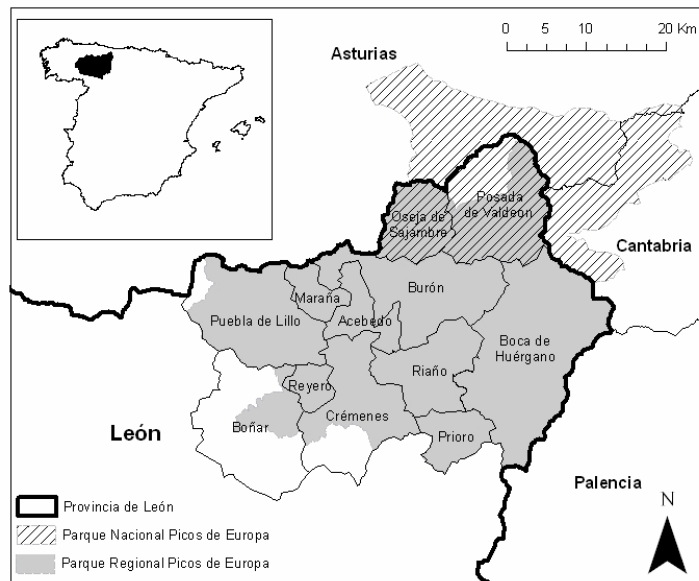 Asturias
0 5 10 20 Km
Posada
de Valdeón
Oseja de
Sajambre
Cantabria
Maraña
Burón
Puebla de Lillo
Acebedo
Boca de
Huérgano
Riaño
Reyero
Crémenes
Boñar
León
Prioro
Palencia
Provincia de León
N
Parque Nacional Picos de Europa
Parque Regional Picos de Europa